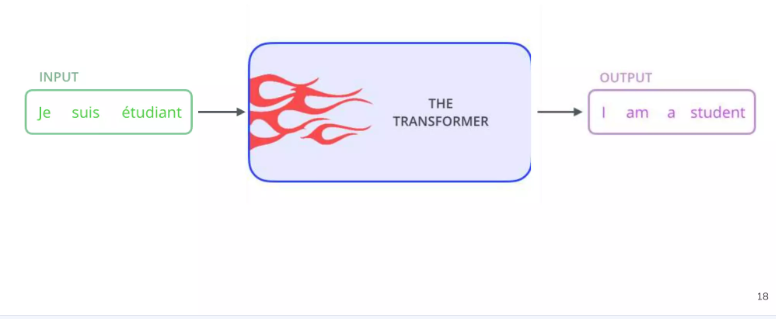 INPUT
Je suis étudiant
THE
TRANSFORMER
OUTPUT
I am a student
18